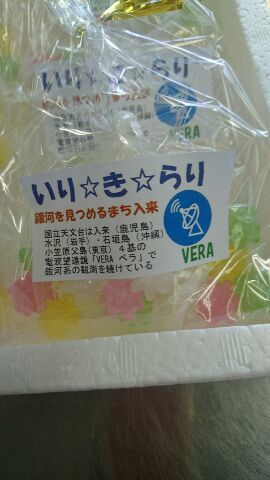 いり☆き☆らり
VERA
いり☆き☆らり
銀河を見つめるまち入来
国立天文台は入来(鹿児島)
水沢(岩手)・石垣島(沖縄)
小笠原父島(東京)4基の
電波望遠鏡「VERA ベラ」で
銀河系の観測を続けている
VERA